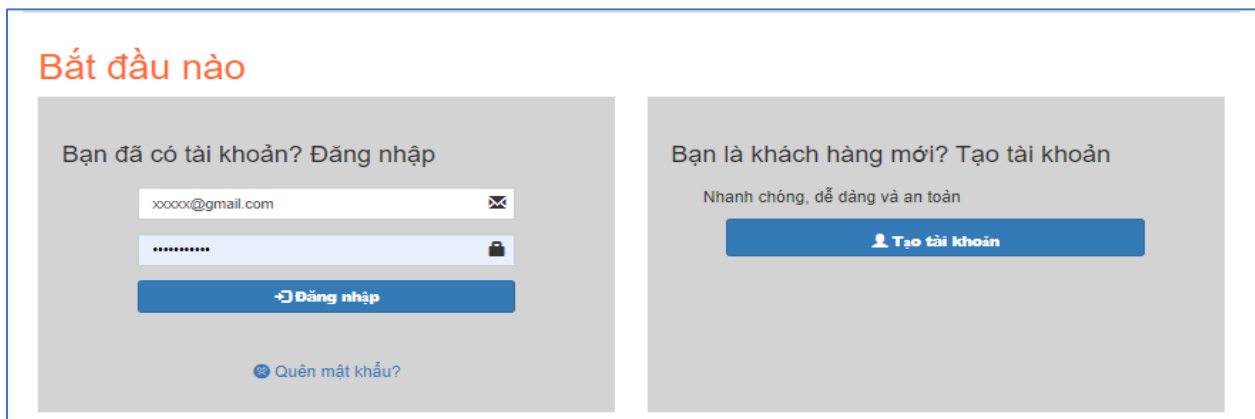 Bắt đầu nào
Bạn đã có tài khoản? Đăng nhập
xxxxx@gmail.com
•••••••••••
Đăng nhập
Quên mật khẩu?
Bạn là khách hàng mới? Tạo tài khoản
Nhanh chóng, dễ dàng và an toàn
Tạo tài khoản